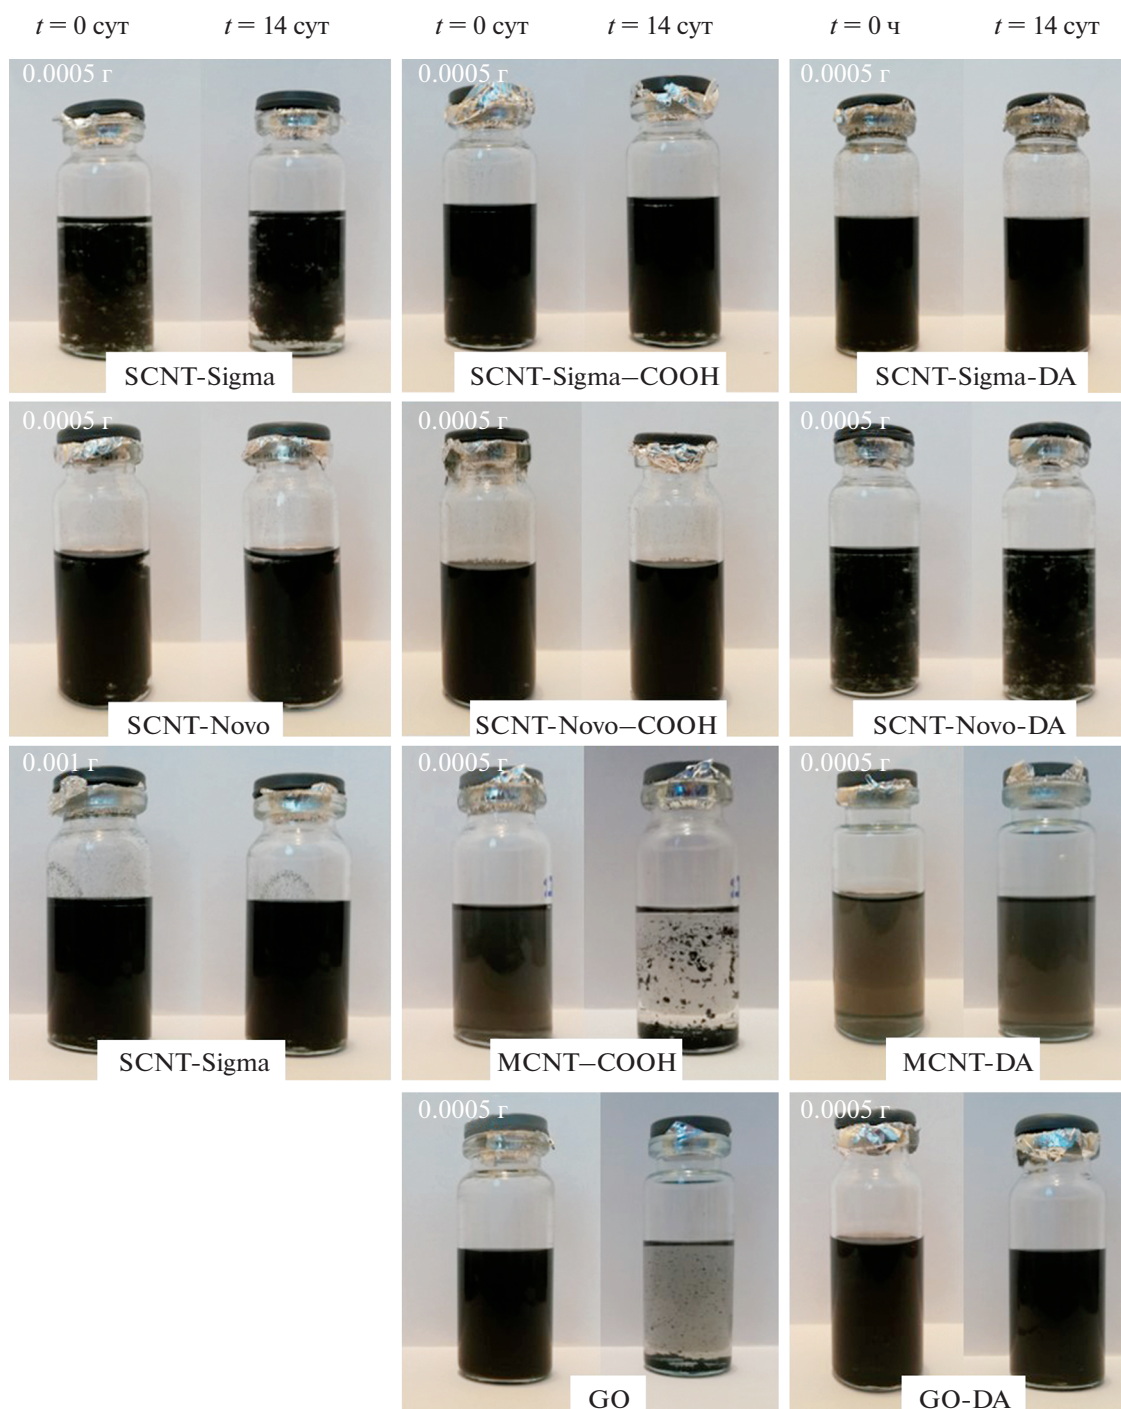 t = 0 сут t = 14 сут t = 0 сут t = 14 сут t = 0 ч t = 14 сут
0.0005 г 0.0005 г 0.0005 г
SCNT-Sigma SCNT-Sigma–COOH SCNT-Sigma-DA
0.0005 г 0.0005 г 0.0005 г
SCNT-Novo SCNT-Novo–COOH SCNT-Novo-DA
0.001 г 0.0005 г 0.0005 г
SCNT-Sigma MCNT–COOH MCNT-DA
0.0005 г 0.0005 г
GO GO-DA